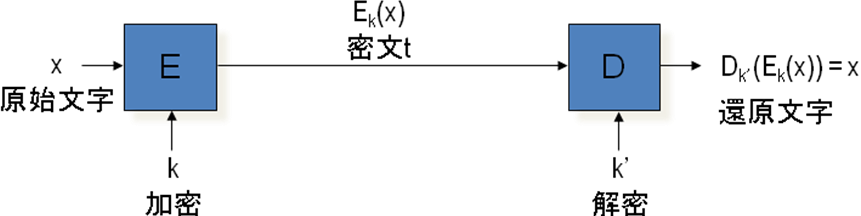 x
原始文字
E
k
加密
Eₖ(x)
密文t
D
k’
解密
Dₖ’(Eₖ(x)) = x
還原文字